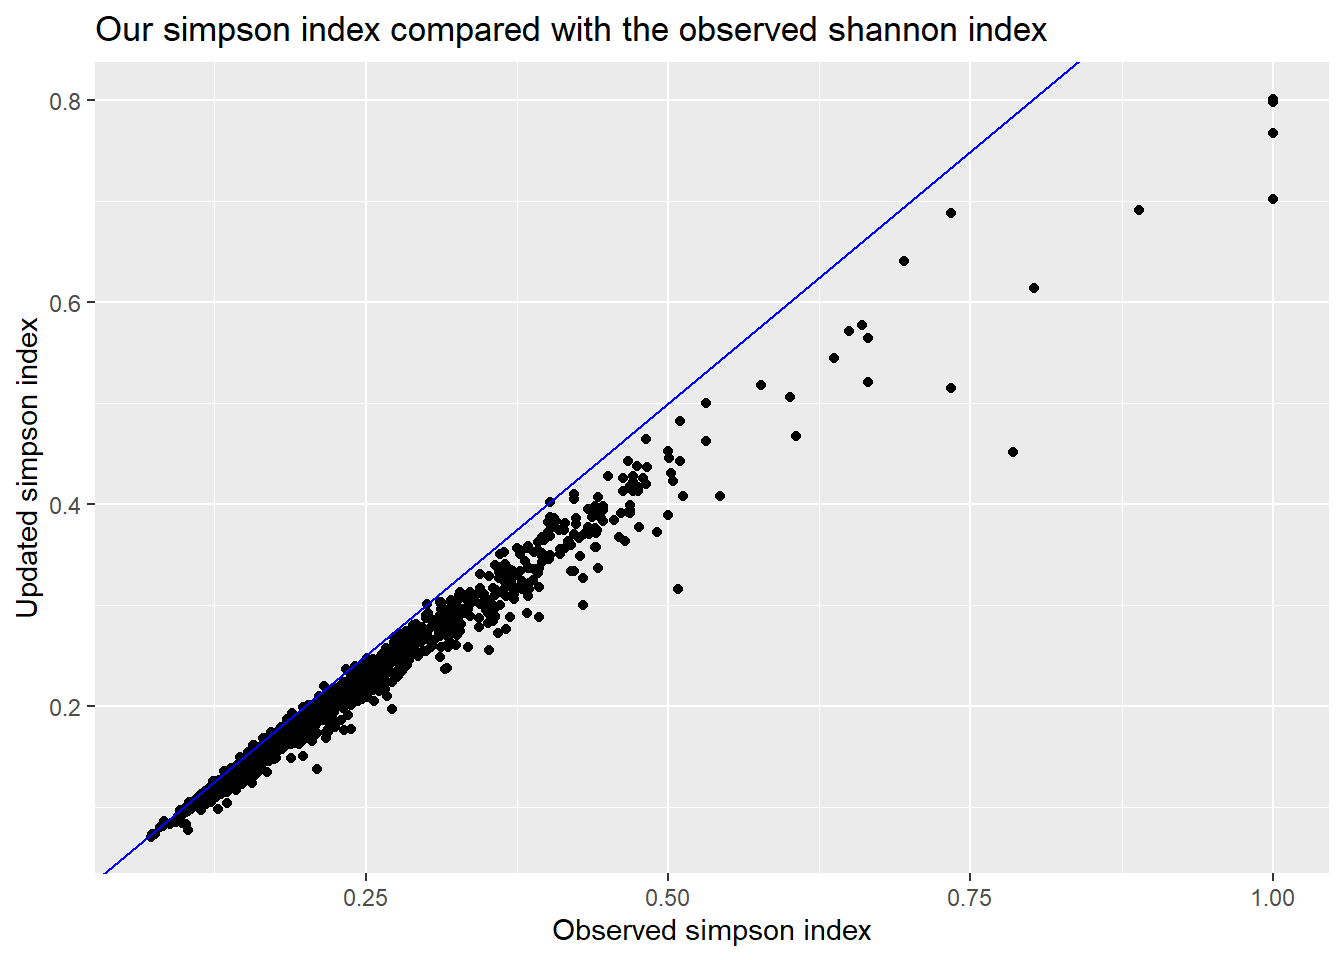 Our simpson index compared with the observed shannon index
Updated simpson index
0.8
0.6
0.4
0.2
0.25 0.50 0.75 1.00
Observed simpson index